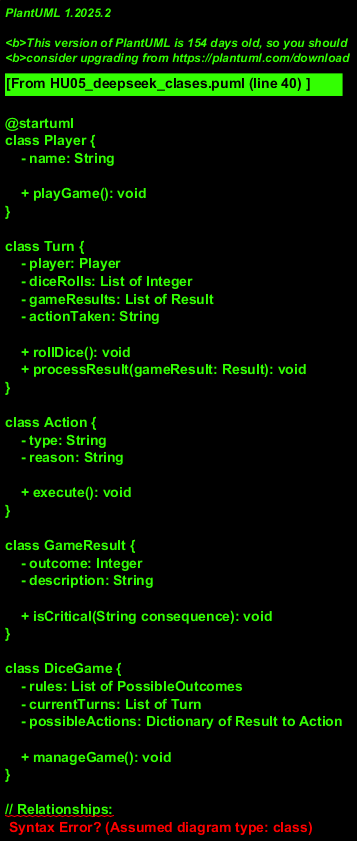 PlantUML 1.2025.2
<b>This version of PlantUML is 154 days old, so you should
<b>consider upgrading from https://plantuml.com/download
[From HU05_deepseek_clases.puml (line 40) ]
@startuml
class Player {
- name: String
+ playGame(): void
}
class Turn {
- player: Player
- diceRolls: List of Integer
- gameResults: List of Result
- actionTaken: String
+ rollDice(): void
+ processResult(gameResult: Result): void
}
class Action {
- type: String
- reason: String
+ execute(): void
}
class GameResult {
- outcome: Integer
- description: String
+ isCritical(String consequence): void
}
class DiceGame {
- rules: List of PossibleOutcomes
- currentTurns: List of Turn
- possibleActions: Dictionary of Result to Action
+ manageGame(): void
}
// Relationships:
Syntax Error? (Assumed diagram type: class)